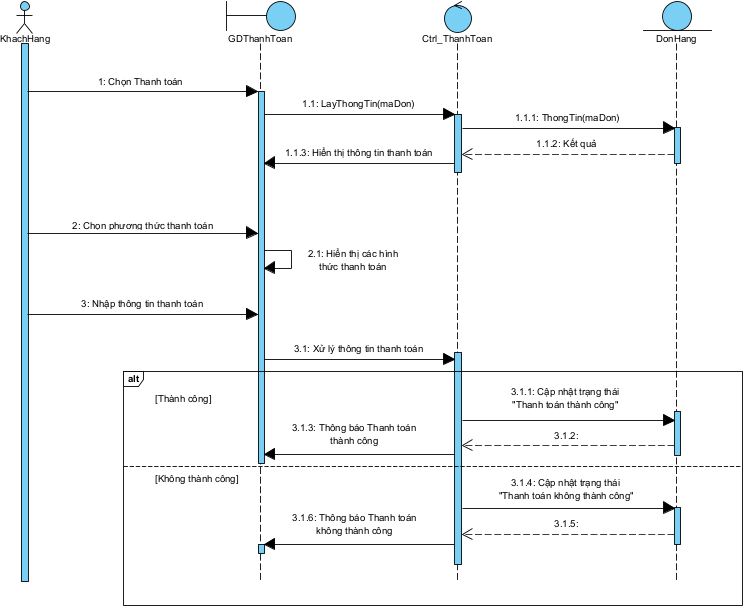 KhachHang
GDThanhToan
Ctrl_ThanhToan
DonHang
1: Chọn Thanh toán
1.1: LayThongTin(maDon)
1.1.1: ThongTin(maDon)
1.1.2: Kết quả
1.1.3: Hiển thị thông tin thanh toán
2: Chọn phương thức thanh toán
2.1: Hiển thị các hình
thức thanh toán
3: Nhập thông tin thanh toán
3.1: Xử lý thông tin thanh toán
alt
[Thành công]
3.1.1: Cập nhật trạng thái
"Thanh toán thành công"
3.1.2:
3.1.3: Thông báo Thanh toán
thành công
[Không thành công]
3.1.4: Cập nhật trạng thái
"Thanh toán không thành công"
3.1.5:
3.1.6: Thông báo Thanh toán
không thành công